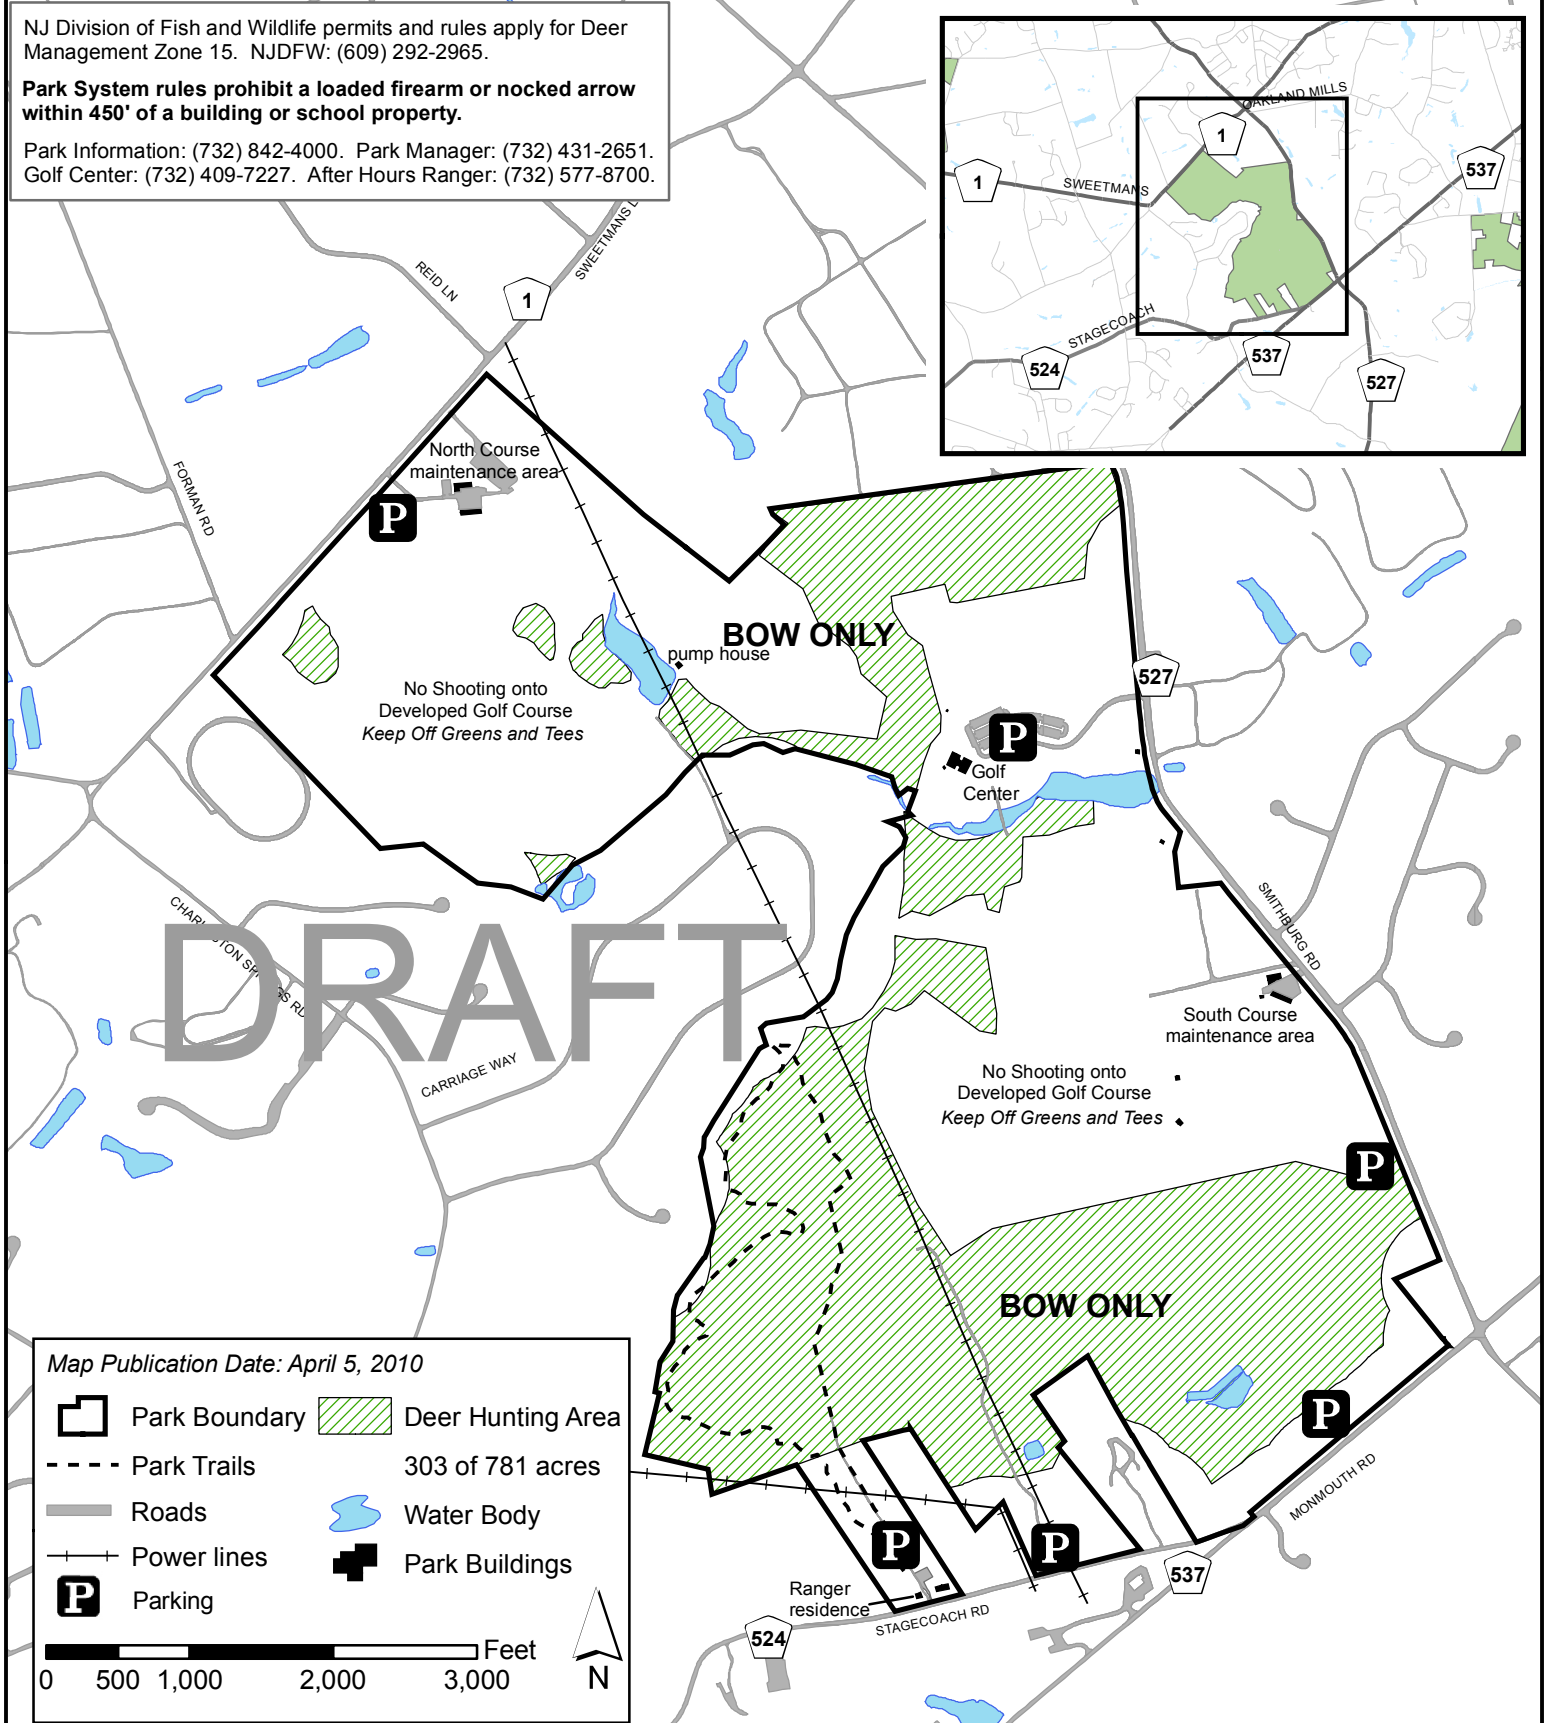 NJ Division of Fish and Wildlife permits and rules apply for Deer
Management Zone 15. NJDFW: (609) 292-2965.
Park System rules prohibit a loaded firearm or nocked arrow
within 450' of a building or school property.
Park Information: (732) 842-4000. Park Manager: (732) 431-2651.
Golf Center: (732) 409-7227. After Hours Ranger: (732) 577-8700.
OAKLAND MILLS
1
537
1
SWEETMANS
STAGECOACH
537
524
527
SWEETMANS L
REID LN
1
FORMAN RD
North Course
maintenance area
P
BOW ONLY
pump house
527
No Shooting onto
Developed Golf Course
Keep Off Greens and Tees
P
Golf
Center
SMITHBURG RD
CHARLESTON SPRINGS RD
DRAFT
South Course
maintenance area
CARRIAGE WAY
No Shooting onto
Developed Golf Course
Keep Off Greens and Tees
P
BOW ONLY
P
MONMOUTH RD
P
P
537
Ranger
residence
STAGECOACH RD
524
Map Publication Date: April 5, 2010
Park Boundary
Deer Hunting Area
Park Trails
303 of 781 acres
Roads
Water Body
Power lines
Park Buildings
P
Parking
Feet
0 500 1,000 2,000 3,000
N